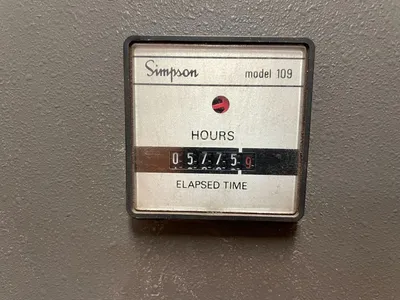 Simpson model 109
HOURS
057759
ELAPSED TIME